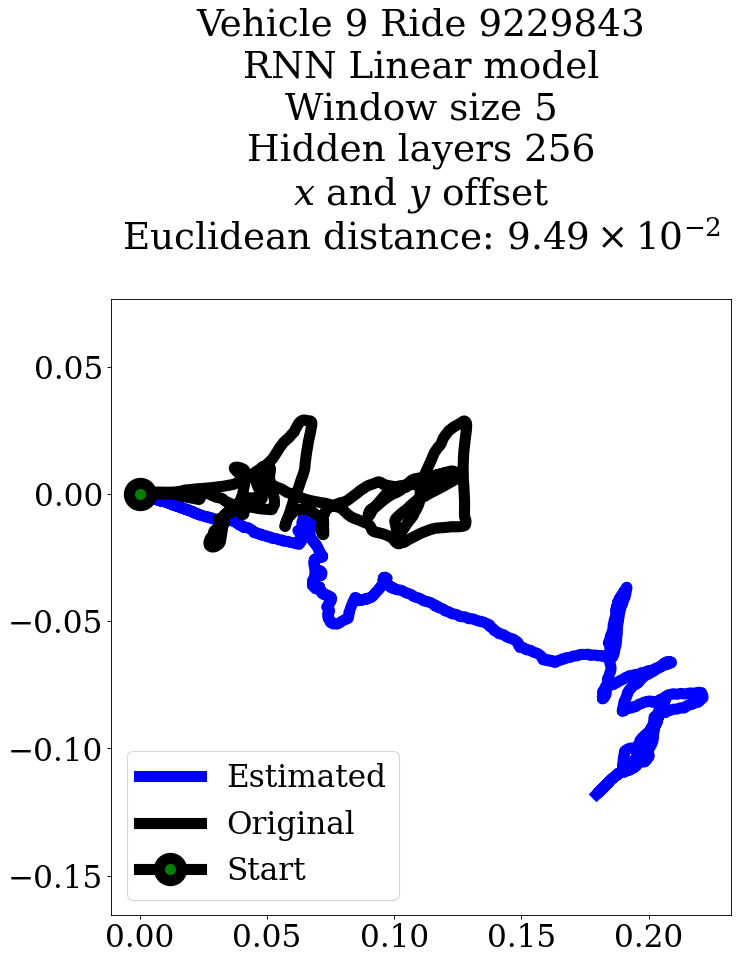 Vehicle 9 Ride 9229843
RNN Linear model
Window size 5
Hidden layers 256
x and y offset
Euclidean distance: 9.49 × 10⁻²
0.05
0.00
−0.05
−0.10
−0.15
Estimated
Original
Start
0.00 0.05 0.10 0.15 0.20